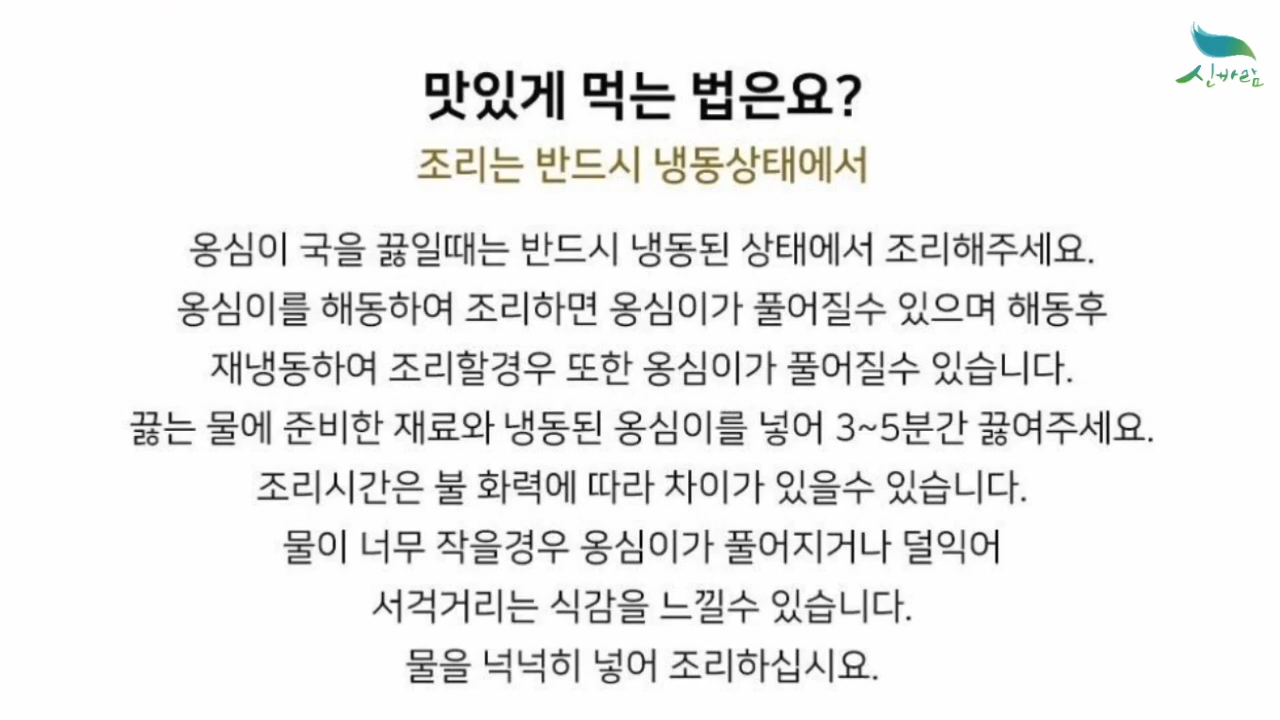 신바람
맛있게 먹는 법은요?
조리는 반드시 냉동상태에서
옹심이 국을 끓일때는 반드시 냉동된 상태에서 조리해주세요.
옹심이를 해동하여 조리하면 옹심이가 풀어질수 있으며 해동후
재냉동하여 조리할경우 또한 옹심이가 풀어질수 있습니다.
끓는 물에 준비한 재료와 냉동된 옹심이를 넣어 3~5분간 끓여주세요.
조리시간은 불 화력에 따라 차이가 있을수 있습니다.
물이 너무 작을경우 옹심이가 풀어지거나 덜익어
서걱거리는 식감을 느낄수 있습니다.
물을 넉넉히 넣어 조리하십시요.